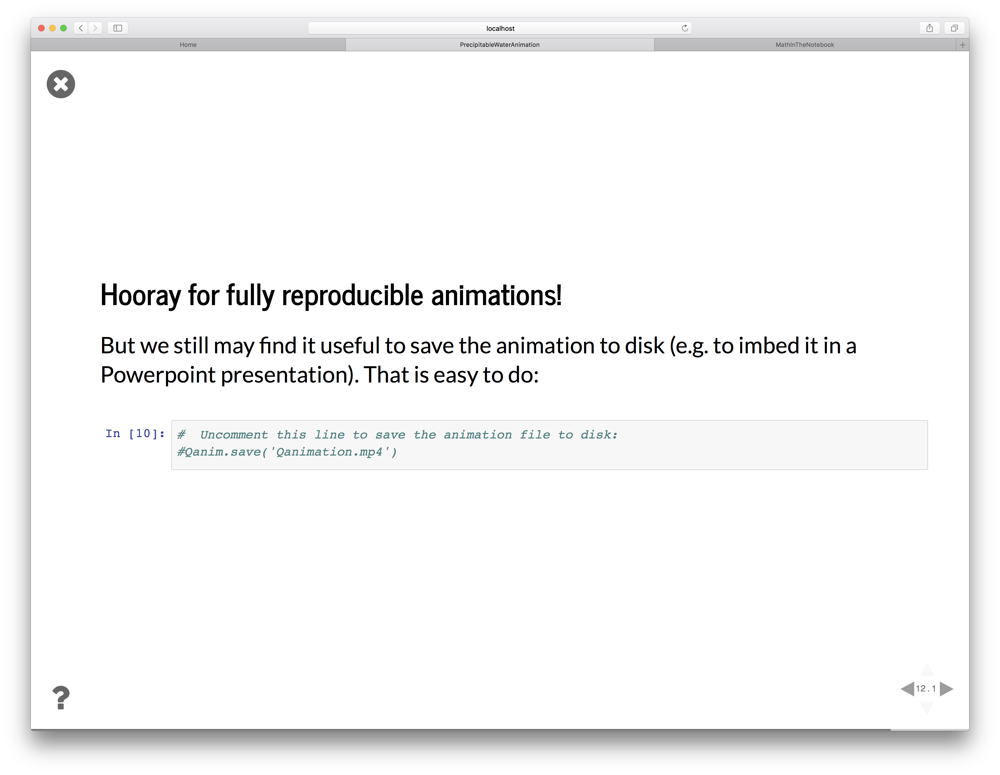 localhost
Home
PrecipitableWaterAnimation
MathInTheNotebook
Hooray for fully reproducible animations!
But we still may find it useful to save the animation to disk (e.g. to imbed it in a
Powerpoint presentation). That is easy to do:
In [10]:
#  Uncomment this line to save the animation file to disk:
#Qanim.save('Qanimation.mp4')
12.1